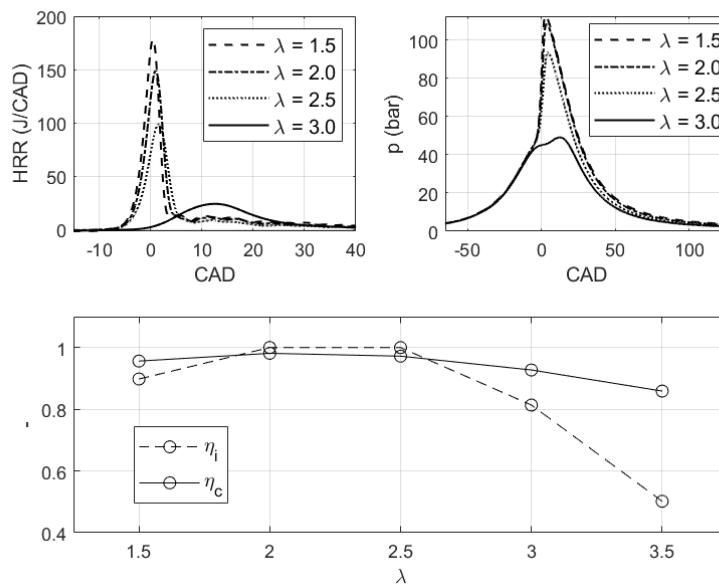 200
150
100
50
0
HRR (J/CAD)
λ = 1.5
λ = 2.0
λ = 2.5
λ = 3.0
-10 0 10 20 30 40
CAD
100
80
60
40
20
0
p (bar)
λ = 1.5
λ = 2.0
λ = 2.5
λ = 3.0
-50 0 50 100
CAD
1
0.8
0.6
0.4
-
η_i
η_c
1.5 2 2.5 3 3.5
λ